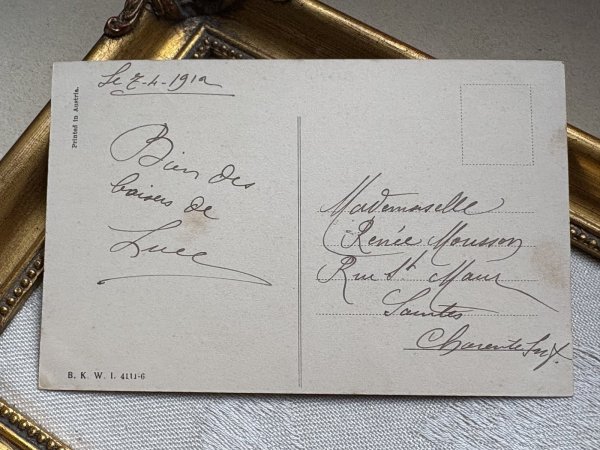 Le 7-4-1912
Printed in Austria.
Bien des
baisers de
Luce
Mademoiselle
Renée Mousson
Rue St Maur
Saintes
Charente Inf.
B. K. W. I. 4111-6